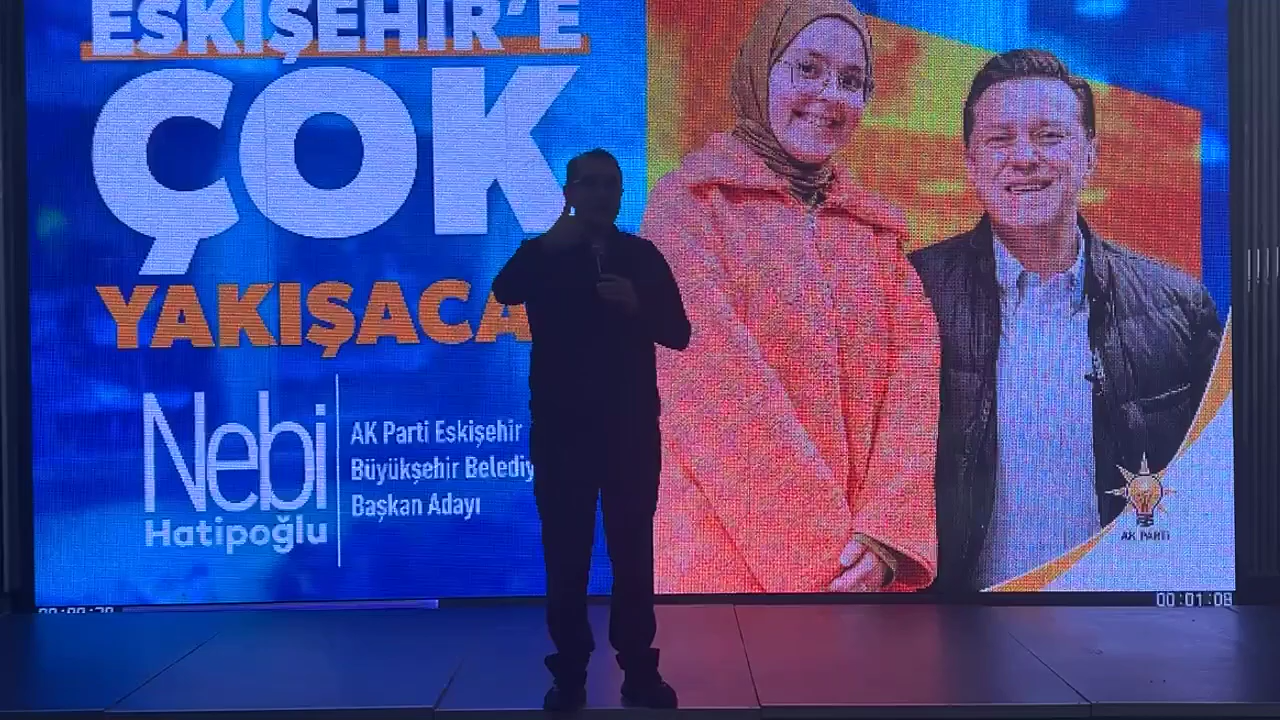 ESKİŞEHİR'E
ÇOK
YAKIŞACA
Nebi
Hatipoğlu
AK Parti Eskişehir
Büyükşehir Belediy
Başkan Adayı
AK PARTİ
00:01:08